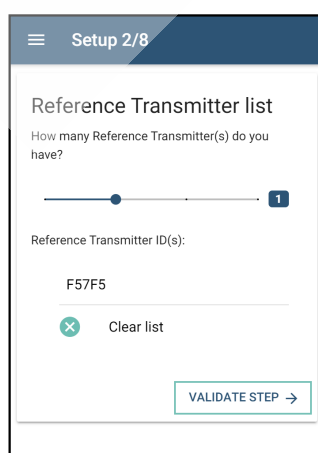 Setup 2/8
Reference Transmitter list
How many Reference Transmitter(s) do you
have?
1
Reference Transmitter ID(s):
F57F5
Clear list
VALIDATE STEP